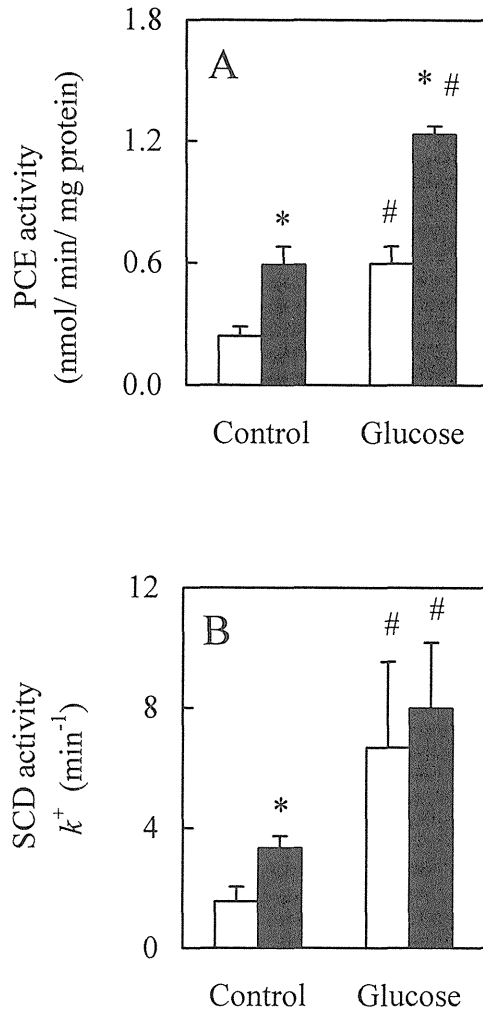 1.8
A
* #
1.2
PCE activity
(nmol/ min/ mg protein)
*
#
0.6
0.0
Control Glucose
12
B
# #
8
SCD activity
k⁺ (min⁻¹)
*
4
0
Control Glucose